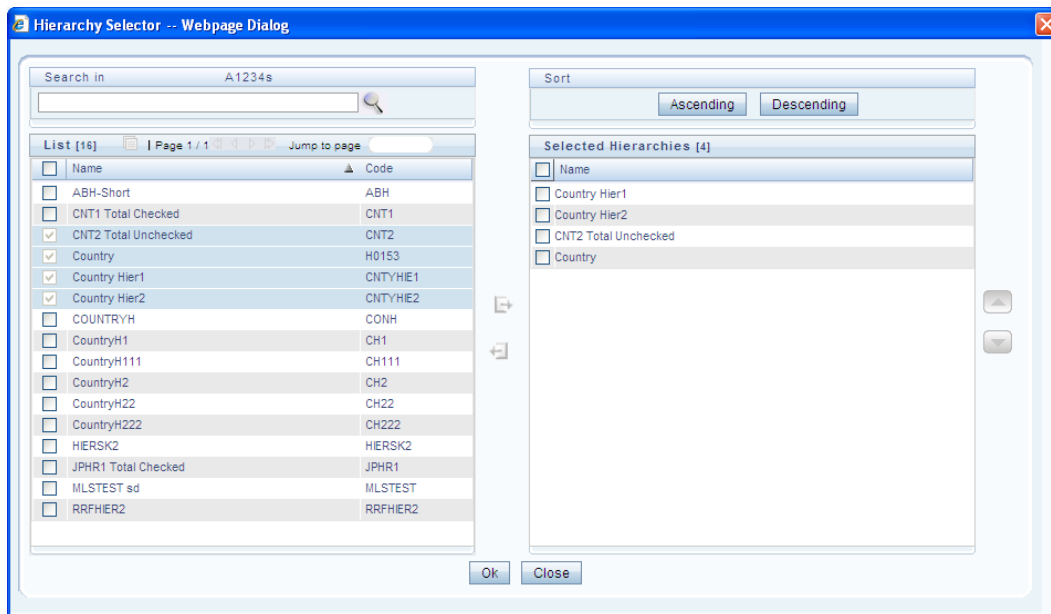 Hierarchy Selector -- Webpage Dialog
Search in A1234s
Sort
Ascending Descending
List [16] | Page 1 / 1 Jump to page
Selected Hierarchies [4]
Name Code
Name
ABH-Short ABH
Country Hier1
CNT1 Total Checked CNT1
Country Hier2
CNT2 Total Unchecked CNT2
CNT2 Total Unchecked
Country H0153
Country
Country Hier1 CNTYHIE1
Country Hier2 CNTYHIE2
COUNTRYH CONH
CountryH1 CH1
CountryH111 CH111
CountryH2 CH2
CountryH22 CH22
CountryH222 CH222
HIERSK2 HIERSK2
JPHR1 Total Checked JPHR1
MLSTEST sd MLSTEST
RRFHIER2 RRFHIER2
Ok Close